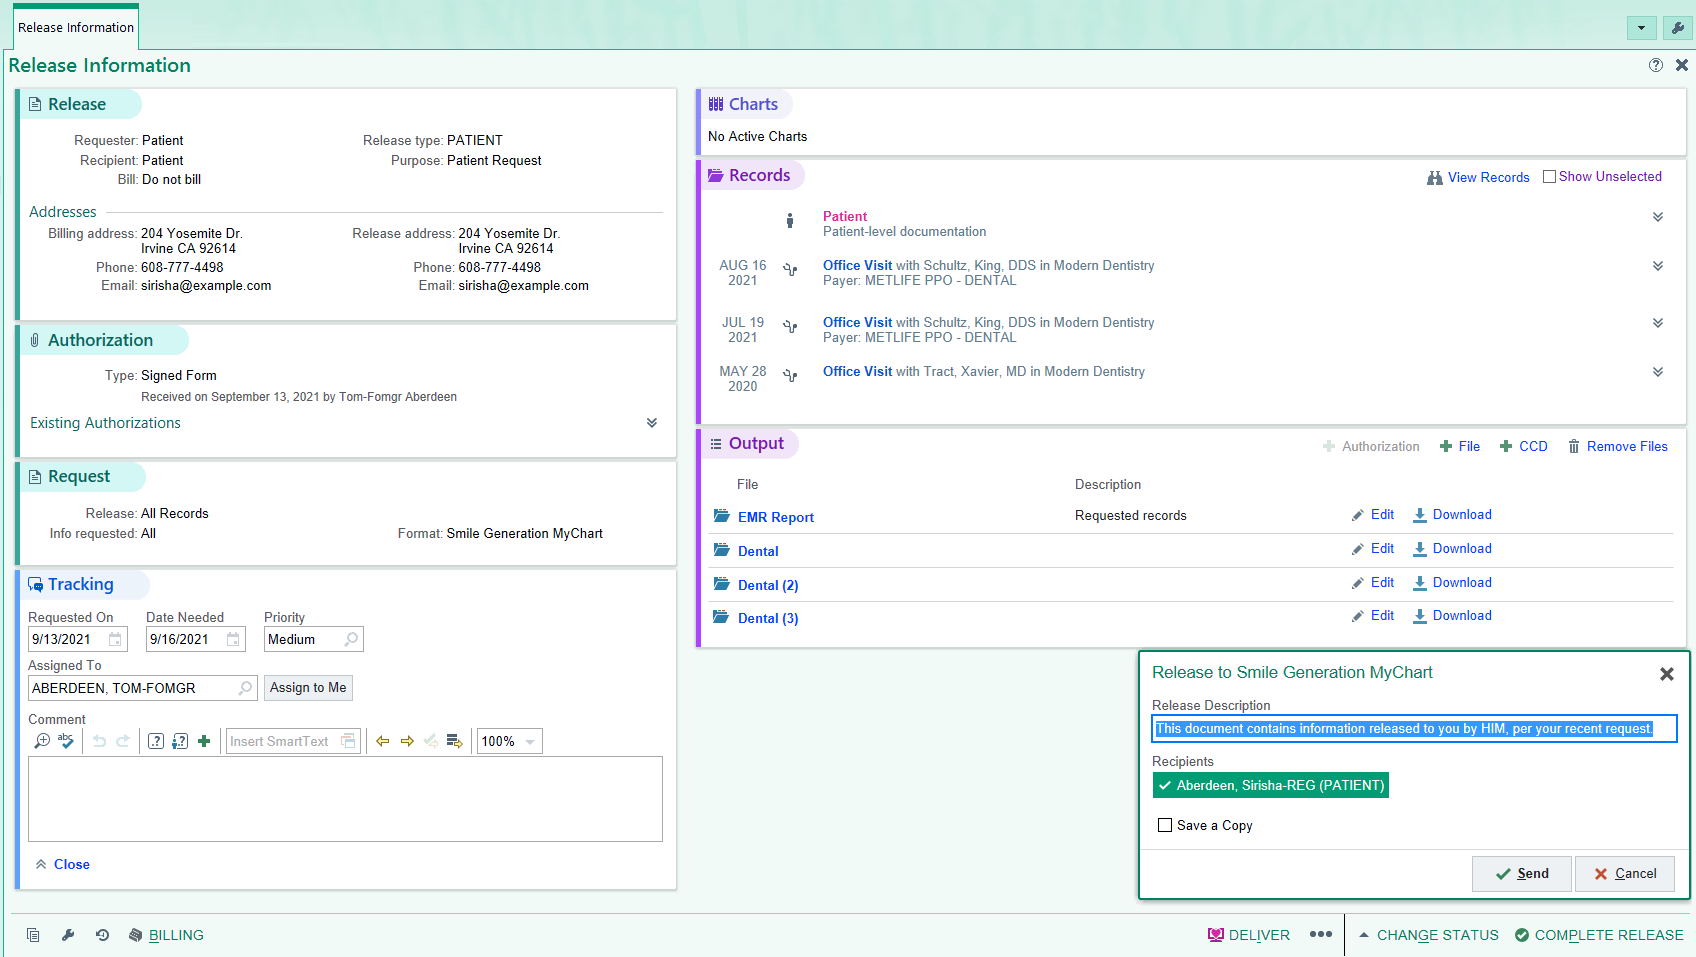 Release Information
Release Information
Release
Requester: Patient
Release type: PATIENT
Recipient: Patient
Purpose: Patient Request
Bill: Do not bill
Addresses
Billing address: 204 Yosemite Dr.
Irvine CA 92614
Phone: 608-777-4498
Email: sirisha@example.com
Release address: 204 Yosemite Dr.
Irvine CA 92614
Phone: 608-777-4498
Email: sirisha@example.com
Authorization
Type: Signed Form
Received on September 13, 2021 by Tom-Fomgr Aberdeen
Existing Authorizations
Request
Release: All Records
Info requested: All
Format: Smile Generation MyChart
Tracking
Requested On Date Needed Priority
9/13/2021 9/16/2021 Medium
Assigned To
ABERDEEN, TOM-FOMGR Assign to Me
Comment
abc Insert SmartText 100%
Close
Charts
No Active Charts
Records
View Records Show Unselected
Patient
Patient-level documentation
AUG 16
2021
Office Visit with Schultz, King, DDS in Modern Dentistry
Payer: METLIFE PPO - DENTAL
JUL 19
2021
Office Visit with Schultz, King, DDS in Modern Dentistry
Payer: METLIFE PPO - DENTAL
MAY 28
2020
Office Visit with Tract, Xavier, MD in Modern Dentistry
Output
Authorization File CCD Remove Files
File Description
EMR Report Requested records Edit Download
Dental Edit Download
Dental (2) Edit Download
Dental (3) Edit Download
Release to Smile Generation MyChart
Release Description
This document contains information released to you by HIM, per your recent request.
Recipients
Aberdeen, Sirisha-REG (PATIENT)
Save a Copy
Send Cancel
BILLING
DELIVER CHANGE STATUS COMPLETE RELEASE